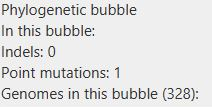 Phylogenetic bubble
In this bubble:
Indels: 0
Point mutations: 1
Genomes in this bubble (328):